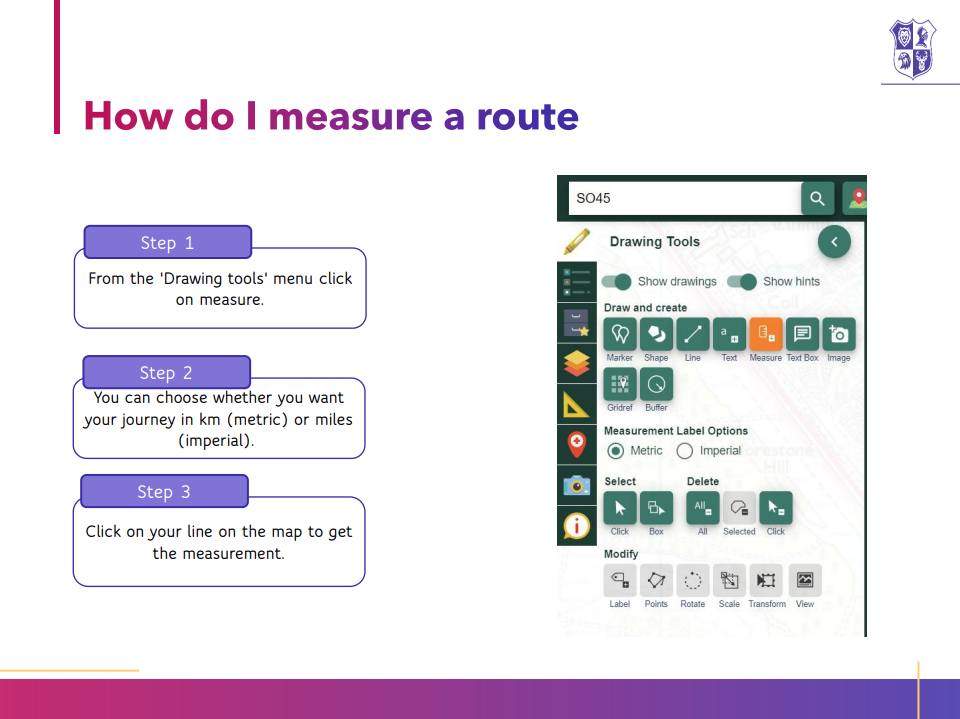 How do I measure a route
Step 1
From the 'Drawing tools' menu click
on measure.
Step 2
You can choose whether you want
your journey in km (metric) or miles
(imperial).
Step 3
Click on your line on the map to get
the measurement.
SO45
Drawing Tools
Show drawings Show hints
Draw and create
Marker Shape Line Text Measure Text Box Image
Gridref Buffer
Measurement Label Options
Metric Imperial
Select Delete
Click Box All Selected Click
Modify
Label Points Rotate Scale Transform View